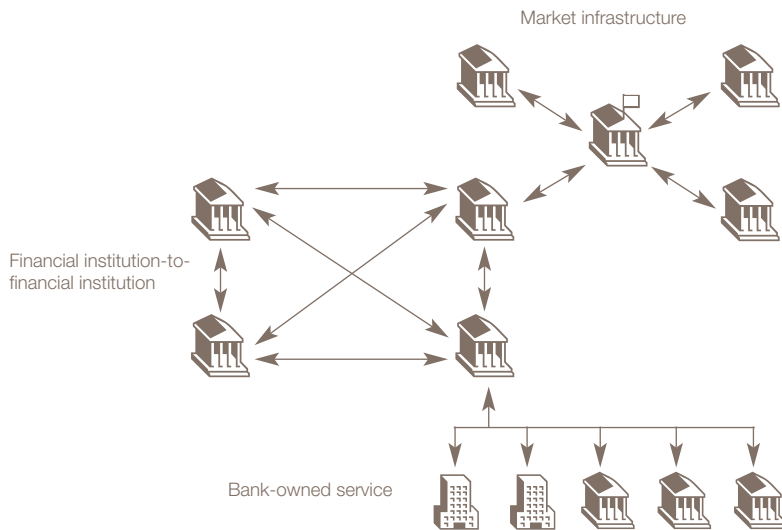 Market infrastructure
Financial institution-to-
financial institution
Bank-owned service